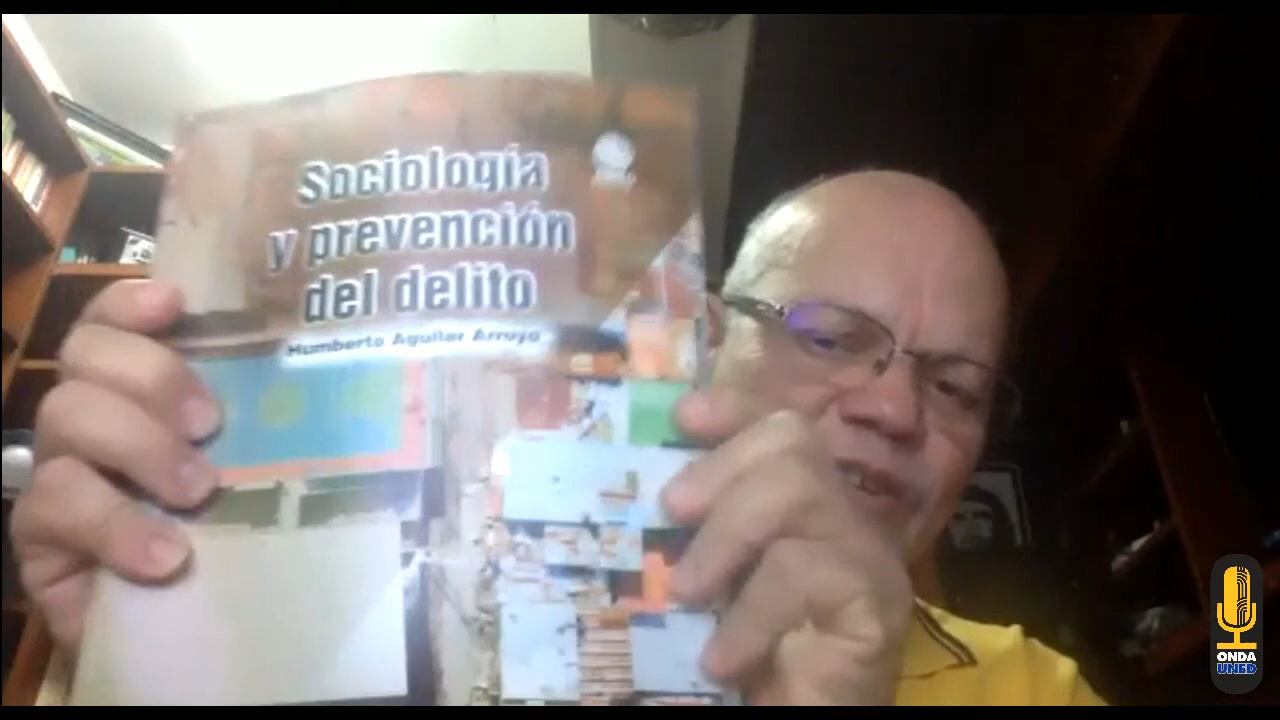 Sociología
y prevención
del delito
Humberto Aguilar Arroyo
ONDA
UNED